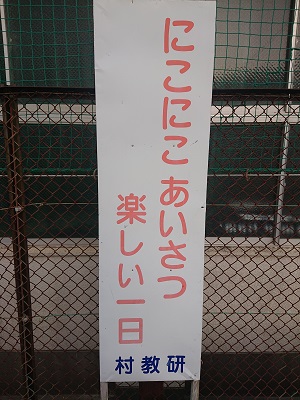 にこにこ あいさつ
楽しい一日
村教研